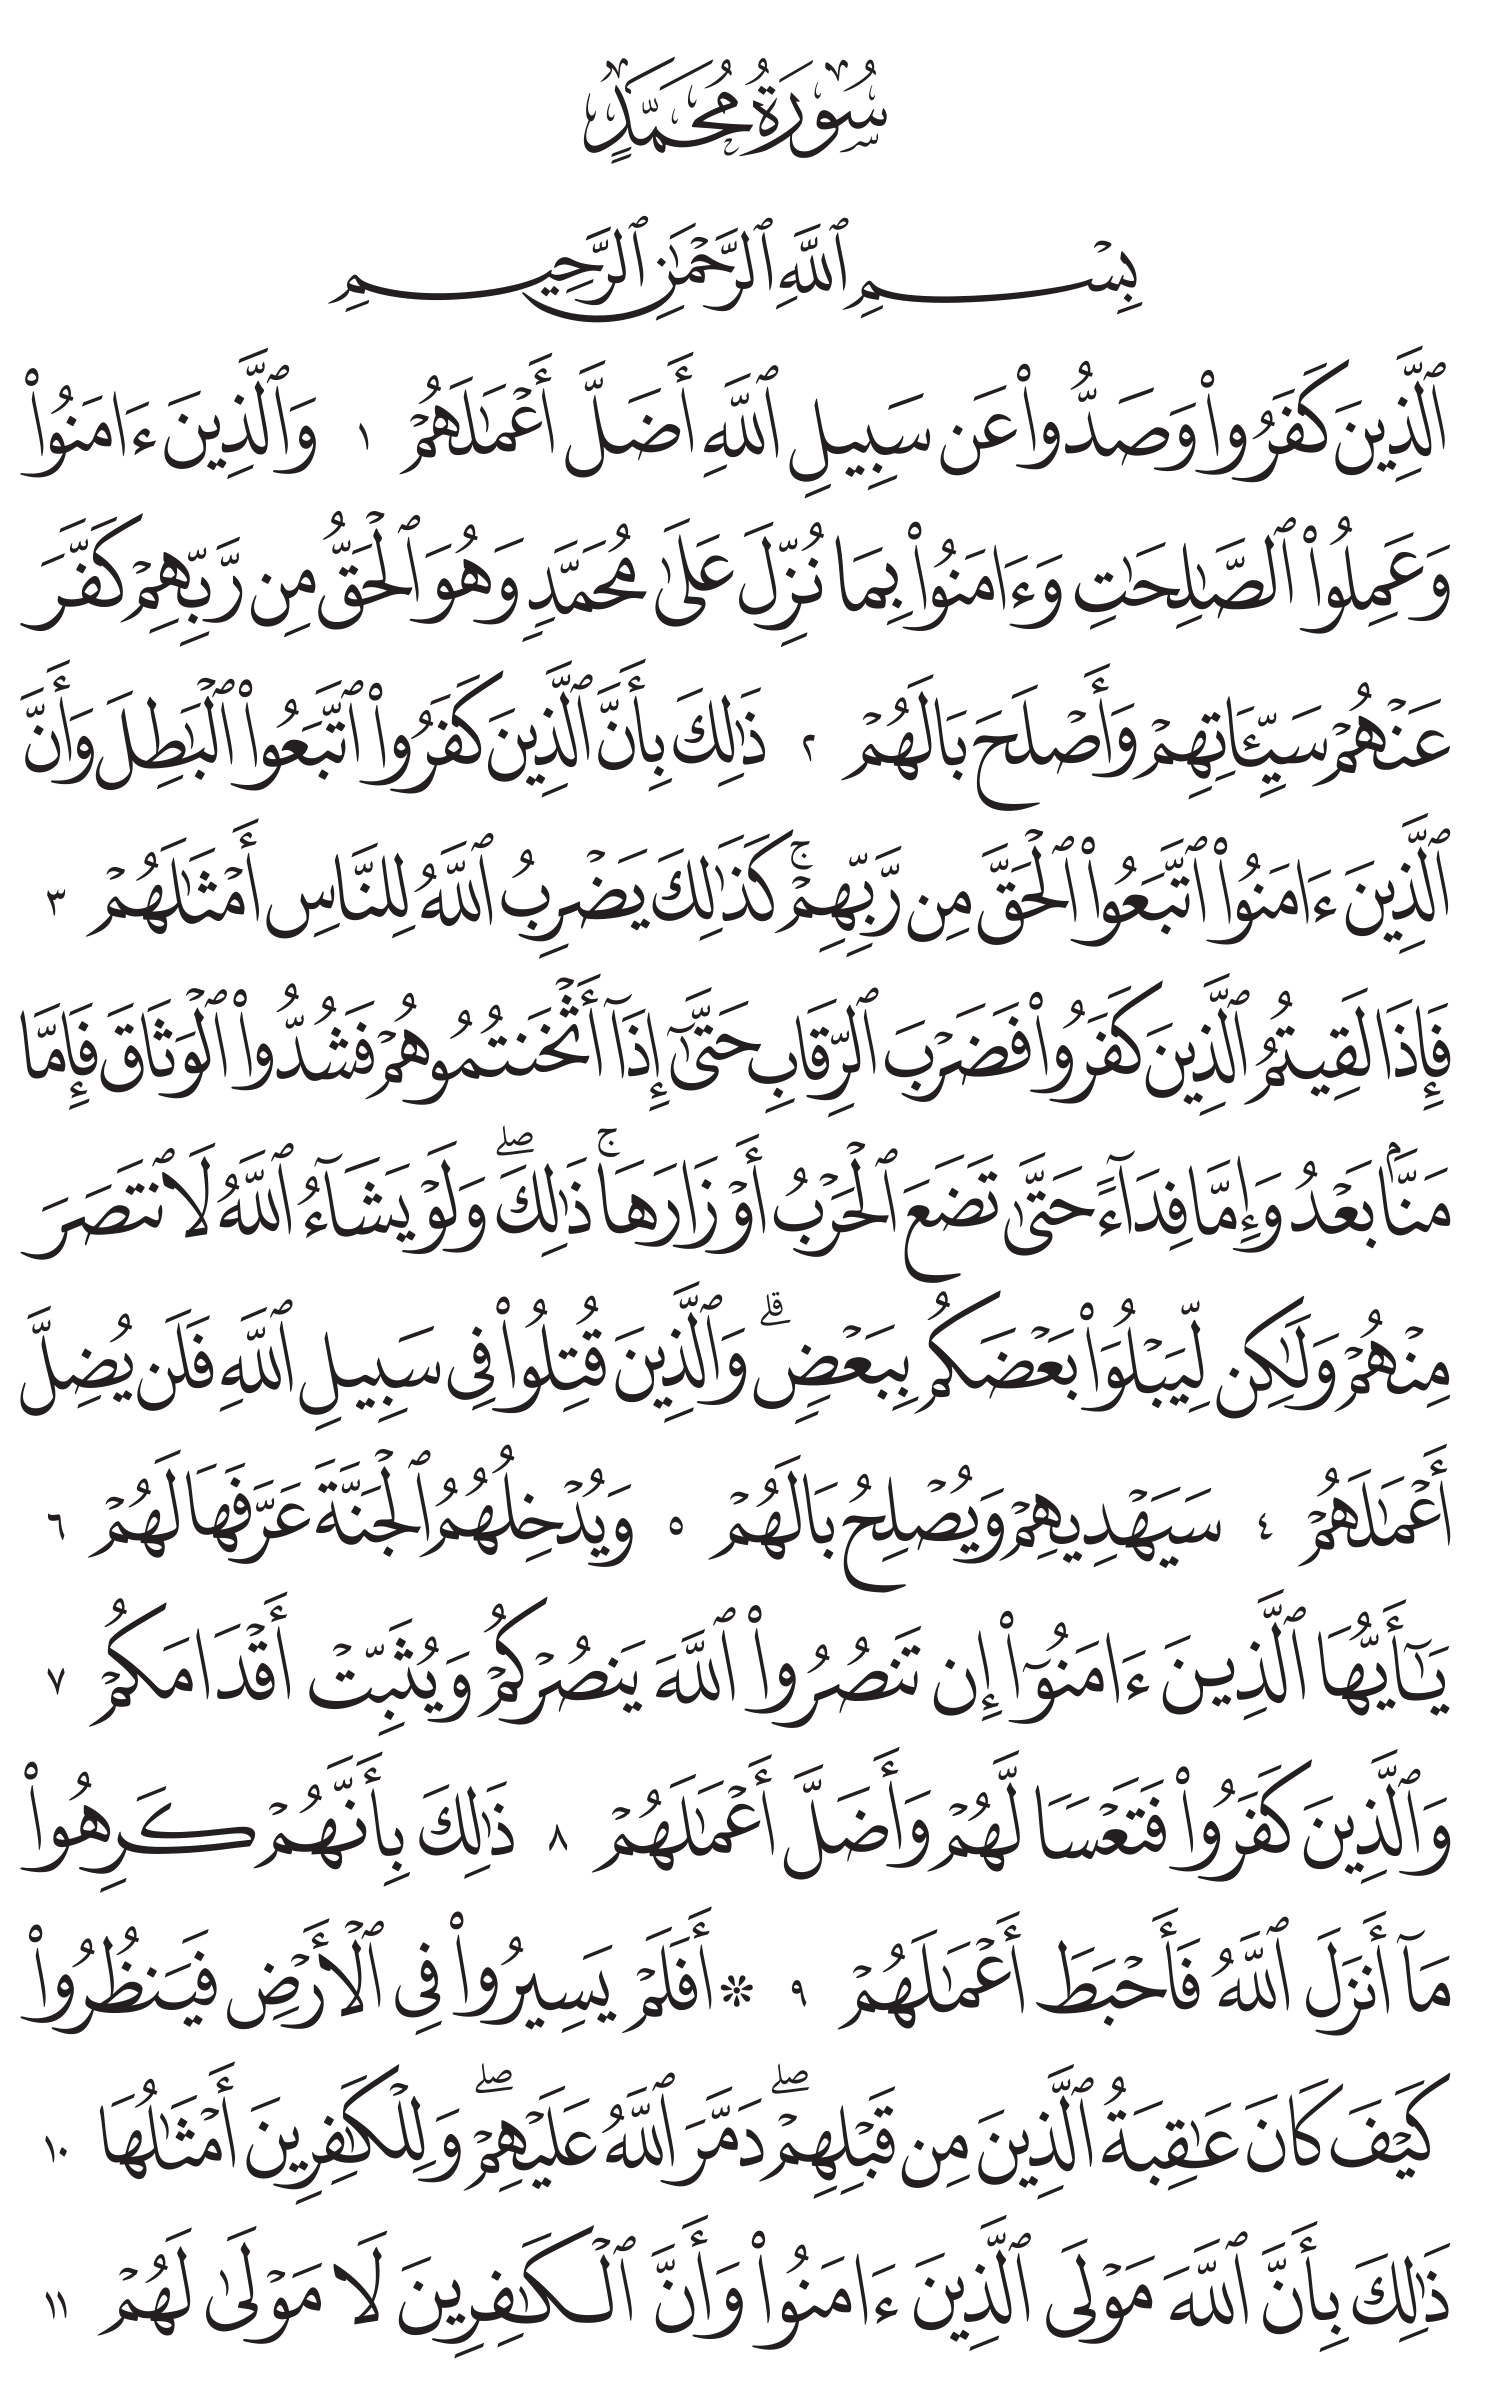 سُورَةُ مُحَمَّدٍ
بِسۡمِ ٱللَّهِ ٱلرَّحۡمَٰنِ ٱلرَّحِيمِ
ٱلَّذِينَ كَفَرُواْ وَصَدُّواْ عَن سَبِيلِ ٱللَّهِ أَضَلَّ أَعۡمَٰلَهُمۡ ١ وَٱلَّذِينَ ءَامَنُواْ
وَعَمِلُواْ ٱلصَّٰلِحَٰتِ وَءَامَنُواْ بِمَا نُزِّلَ عَلَىٰ مُحَمَّدٖ وَهُوَ ٱلۡحَقُّ مِن رَّبِّهِمۡ كَفَّرَ
عَنۡهُمۡ سَيِّـَٔاتِهِمۡ وَأَصۡلَحَ بَالَهُمۡ ٢ ذَٰلِكَ بِأَنَّ ٱلَّذِينَ كَفَرُواْ ٱتَّبَعُواْ ٱلۡبَٰطِلَ وَأَنَّ
ٱلَّذِينَ ءَامَنُواْ ٱتَّبَعُواْ ٱلۡحَقَّ مِن رَّبِّهِمۡۚ كَذَٰلِكَ يَضۡرِبُ ٱللَّهُ لِلنَّاسِ أَمۡثَٰلَهُمۡ ٣
فَإِذَا لَقِيتُمُ ٱلَّذِينَ كَفَرُواْ فَضَرۡبَ ٱلرِّقَابِ حَتَّىٰٓ إِذَآ أَثۡخَنتُمُوهُمۡ فَشُدُّواْ ٱلۡوَثَاقَ فَإِمَّا
مَنَّۢا بَعۡدُ وَإِمَّا فِدَآءً حَتَّىٰ تَضَعَ ٱلۡحَرۡبُ أَوۡزَارَهَاۚ ذَٰلِكَۖ وَلَوۡ يَشَآءُ ٱللَّهُ لَٱنتَصَرَ
مِنۡهُمۡ وَلَٰكِن لِّيَبۡلُوَاْ بَعۡضَكُم بِبَعۡضٖۗ وَٱلَّذِينَ قُتِلُواْ فِي سَبِيلِ ٱللَّهِ فَلَن يُضِلَّ
أَعۡمَٰلَهُمۡ ٤ سَيَهۡدِيهِمۡ وَيُصۡلِحُ بَالَهُمۡ ٥ وَيُدۡخِلُهُمُ ٱلۡجَنَّةَ عَرَّفَهَا لَهُمۡ ٦
يَٰٓأَيُّهَا ٱلَّذِينَ ءَامَنُوٓاْ إِن تَنصُرُواْ ٱللَّهَ يَنصُرۡكُمۡ وَيُثَبِّتۡ أَقۡدَامَكُمۡ ٧
وَٱلَّذِينَ كَفَرُواْ فَتَعۡسٗا لَّهُمۡ وَأَضَلَّ أَعۡمَٰلَهُمۡ ٨ ذَٰلِكَ بِأَنَّهُمۡ كَرِهُواْ
مَآ أَنزَلَ ٱللَّهُ فَأَحۡبَطَ أَعۡمَٰلَهُمۡ ٩ ۞ أَفَلَمۡ يَسِيرُواْ فِي ٱلۡأَرۡضِ فَيَنظُرُواْ
كَيۡفَ كَانَ عَٰقِبَةُ ٱلَّذِينَ مِن قَبۡلِهِمۡۖ دَمَّرَ ٱللَّهُ عَلَيۡهِمۡۖ وَلِلۡكَٰفِرِينَ أَمۡثَٰلُهَا ١٠
ذَٰلِكَ بِأَنَّ ٱللَّهَ مَوۡلَى ٱلَّذِينَ ءَامَنُواْ وَأَنَّ ٱلۡكَٰفِرِينَ لَا مَوۡلَىٰ لَهُمۡ ١١